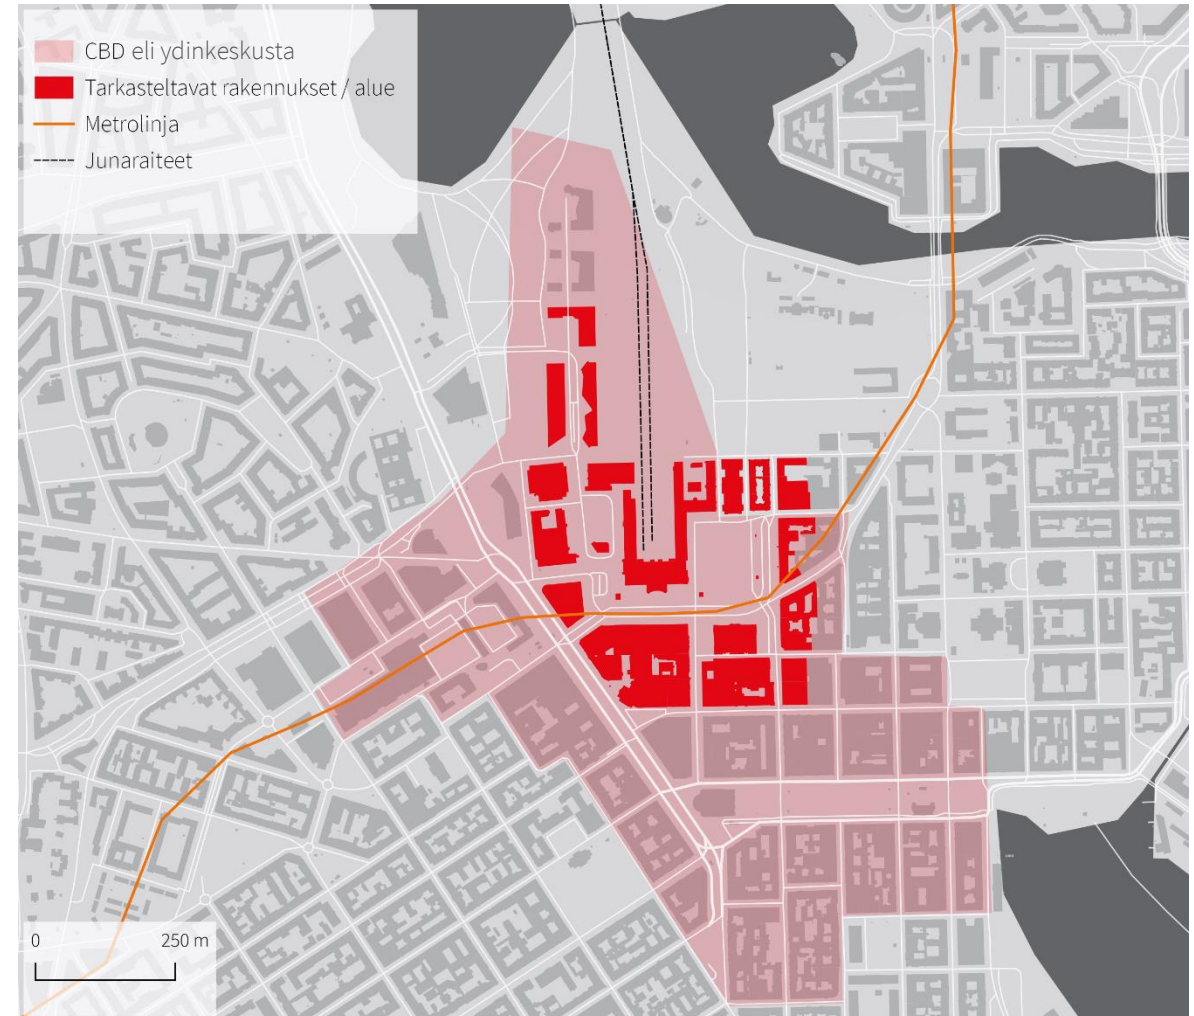 CBD eli ydinkeskusta
Tarkasteltavat rakennukset / alue
Metrolinja
Junaraiteet
0 250 m